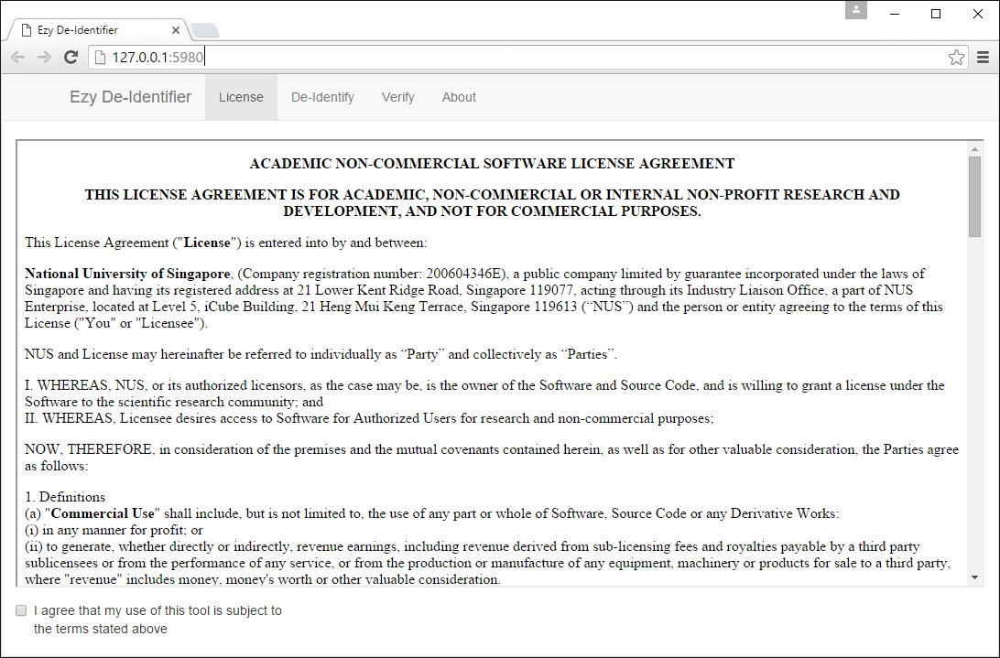 Ezy De-Identifier
127.0.0.1:5980
Ezy De-Identifier License De-Identify Verify About
ACADEMIC NON-COMMERCIAL SOFTWARE LICENSE AGREEMENT
THIS LICENSE AGREEMENT IS FOR ACADEMIC, NON-COMMERCIAL OR INTERNAL NON-PROFIT RESEARCH AND
DEVELOPMENT, AND NOT FOR COMMERCIAL PURPOSES.
This License Agreement ("License") is entered into by and between:
National University of Singapore, (Company registration number: 200604346E), a public company limited by guarantee incorporated under the laws of
Singapore and having its registered address at 21 Lower Kent Ridge Road, Singapore 119077, acting through its Industry Liaison Office, a part of NUS
Enterprise, located at Level 5, iCube Building, 21 Heng Mui Keng Terrace, Singapore 119613 (“NUS”) and the person or entity agreeing to the terms of this
License ("You" or "Licensee").
NUS and License may hereinafter be referred to individually as “Party” and collectively as “Parties”.
I. WHEREAS, NUS, or its authorized licensors, as the case may be, is the owner of the Software and Source Code, and is willing to grant a license under the
Software to the scientific research community; and
II. WHEREAS, Licensee desires access to Software for Authorized Users for research and non-commercial purposes;
NOW, THEREFORE, in consideration of the premises and the mutual covenants contained herein, as well as for other valuable consideration, the Parties agree
as follows:
1. Definitions
(a) "Commercial Use" shall include, but is not limited to, the use of any part or whole of Software, Source Code or any Derivative Works:
(i) in any manner for profit; or
(ii) to generate, whether directly or indirectly, revenue earnings, including revenue derived from sub-licensing fees and royalties payable by a third party
sublicensees or from the performance of any service, or from the production or manufacture of any equipment, machinery or products for sale to a third party,
where "revenue" includes money, money's worth or other valuable consideration.
I agree that my use of this tool is subject to
the terms stated above